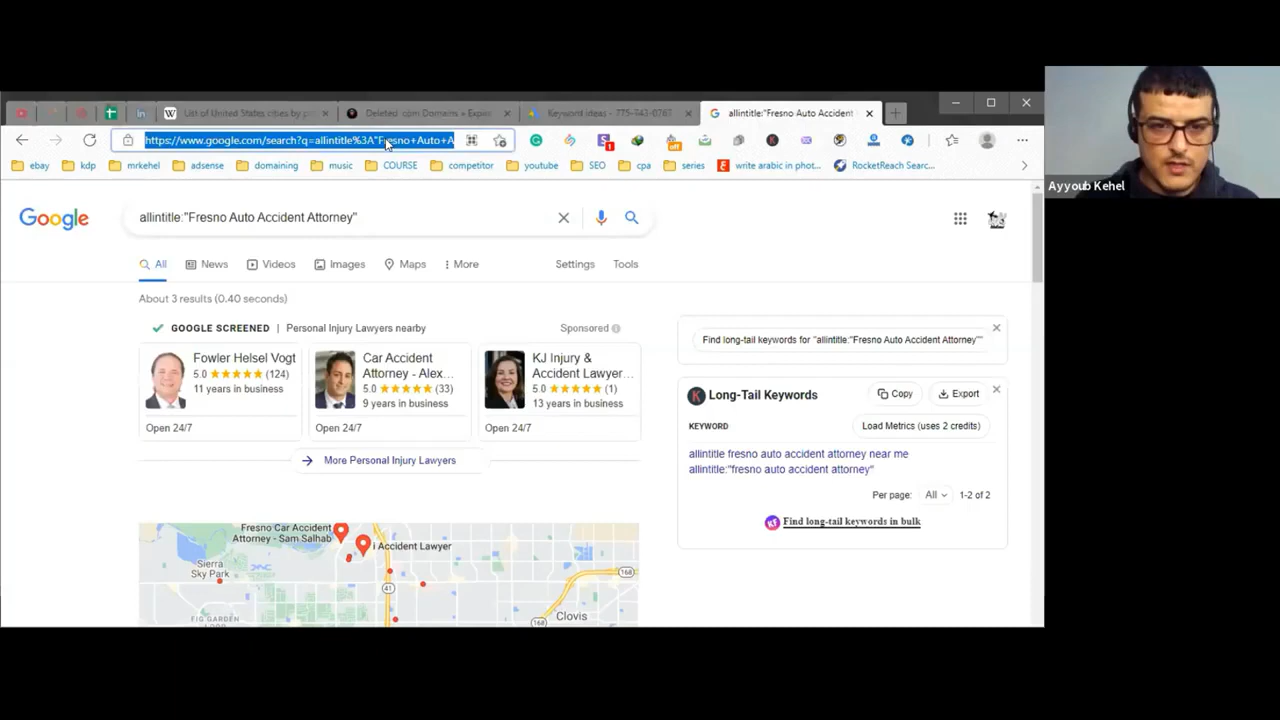 List of United States cities by p
Deleted .com Domains » Expire
Keyword ideas - 775-743-0767
allintitle:"Fresno Auto Accident
https://www.google.com/search?q=allintitle%3A"Fresno+Auto+A
1
off
ebay
kdp
mrkehel
adsense
domaining
music
COURSE
competitor
youtube
SEO
series
write arabic in phot...
RocketReach Searc...
Ayyoub Kehel
Google
allintitle:"Fresno Auto Accident Attorney"
All
News
Videos
Images
Maps
More
Settings
Tools
About 3 results (0.40 seconds)
GOOGLE SCREENED | Personal Injury Lawyers nearby
Sponsored
Fowler Helsel Vogt
5.0 (124)
11 years in business
Open 24/7
Car Accident
Attorney - Alex...
5.0 (33)
9 years in business
Open 24/7
KJ Injury &
Accident Lawyer...
5.0 (1)
13 years in business
Open 24/7
More Personal Injury Lawyers
Find long-tail keywords for "allintitle:"Fresno Auto Accident Attorney""
Long-Tail Keywords
Copy
Export
KEYWORD
Load Metrics (uses 2 credits)
allintitle fresno auto accident attorney near me
allintitle:"fresno auto accident attorney"
Per page:
All
1-2 of 2
Find long-tail keywords in bulk
Fresno Car Accident
Attorney - Sam Salhab
i Accident Lawyer
Sierra
Sky Park
41
168
Clovis
168
FIG GARDEN